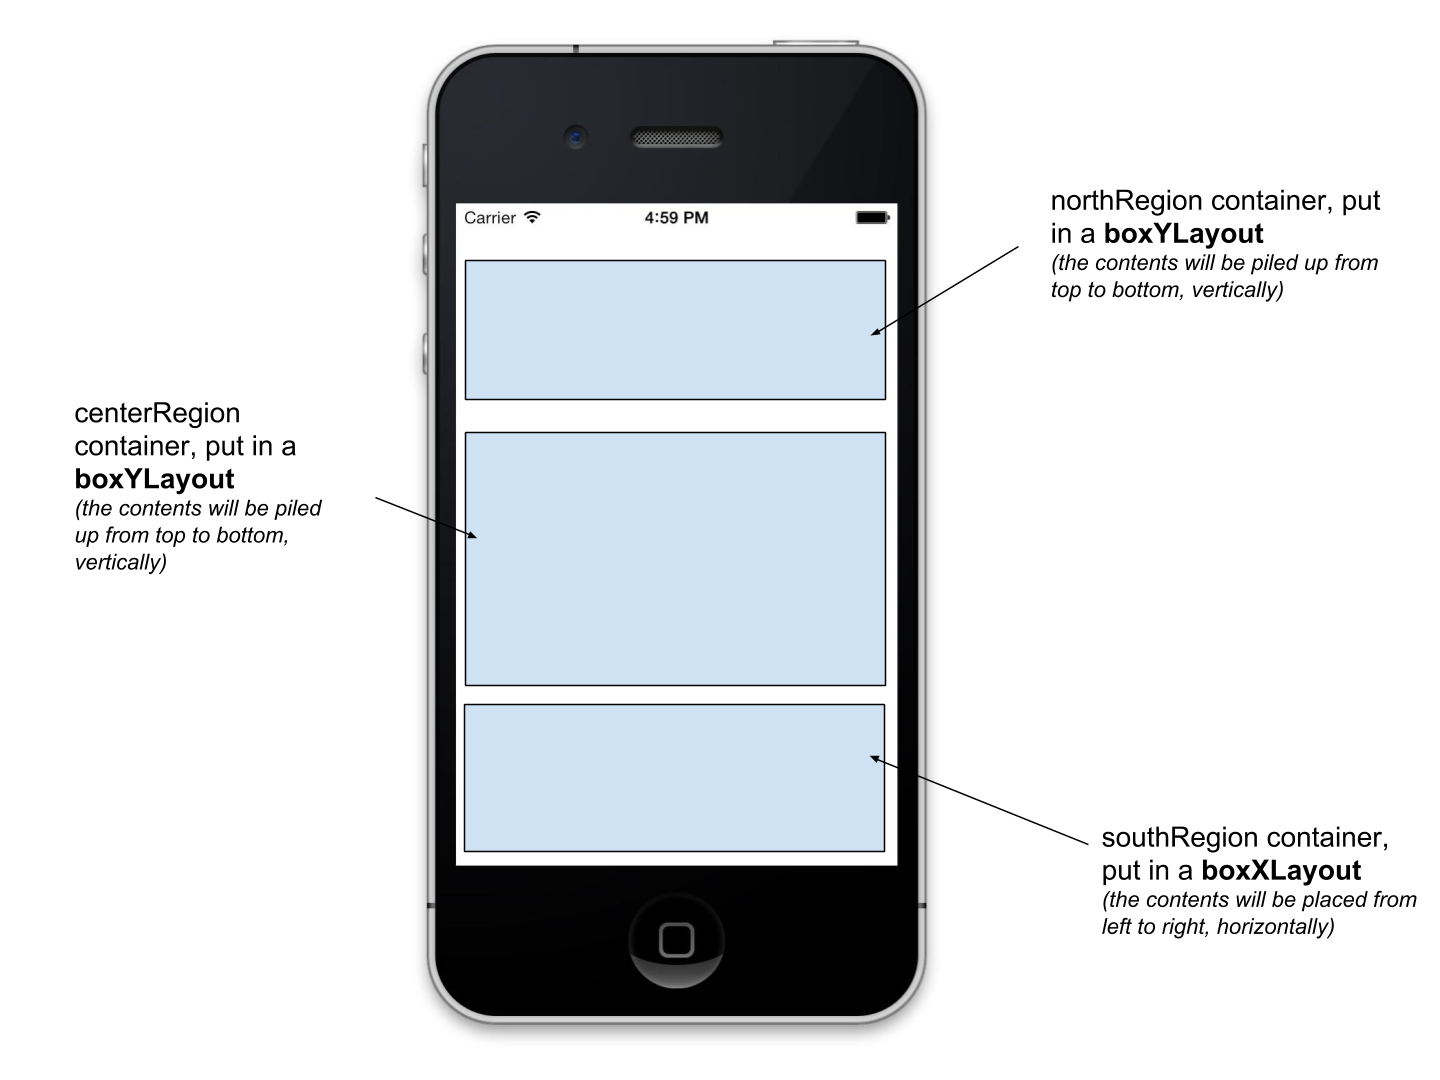 Carrier
4:59 PM
northRegion container, put
in a boxYLayout
(the contents will be piled up from
top to bottom, vertically)
centerRegion
container, put in a
boxYLayout
(the contents will be piled
up from top to bottom,
vertically)
southRegion container,
put in a boxXLayout
(the contents will be placed from
left to right, horizontally)